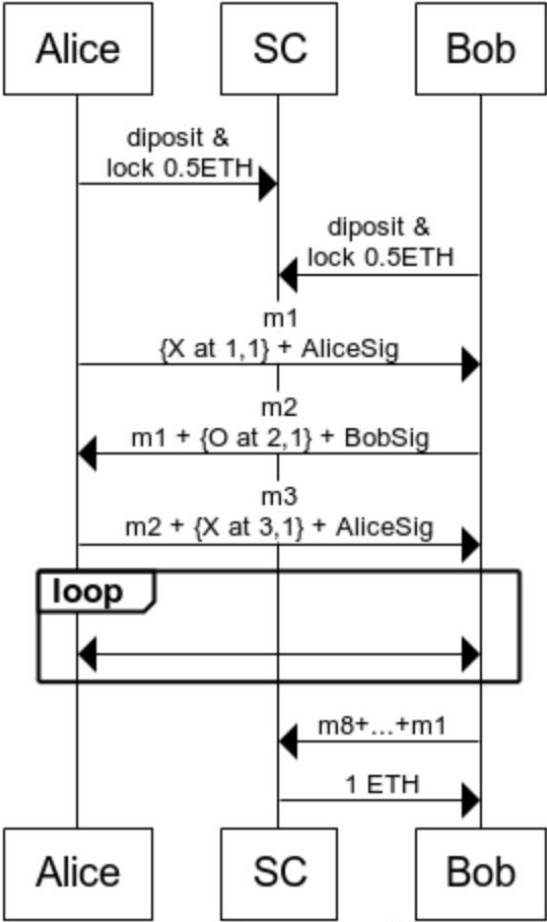 Alice SC Bob
diposit &
lock 0.5ETH
diposit &
lock 0.5ETH
m1
{X at 1,1} + AliceSig
m2
m1 + {O at 2,1} + BobSig
m3
m2 + {X at 3,1} + AliceSig
loop
m8+...+m1
1 ETH
Alice SC Bob